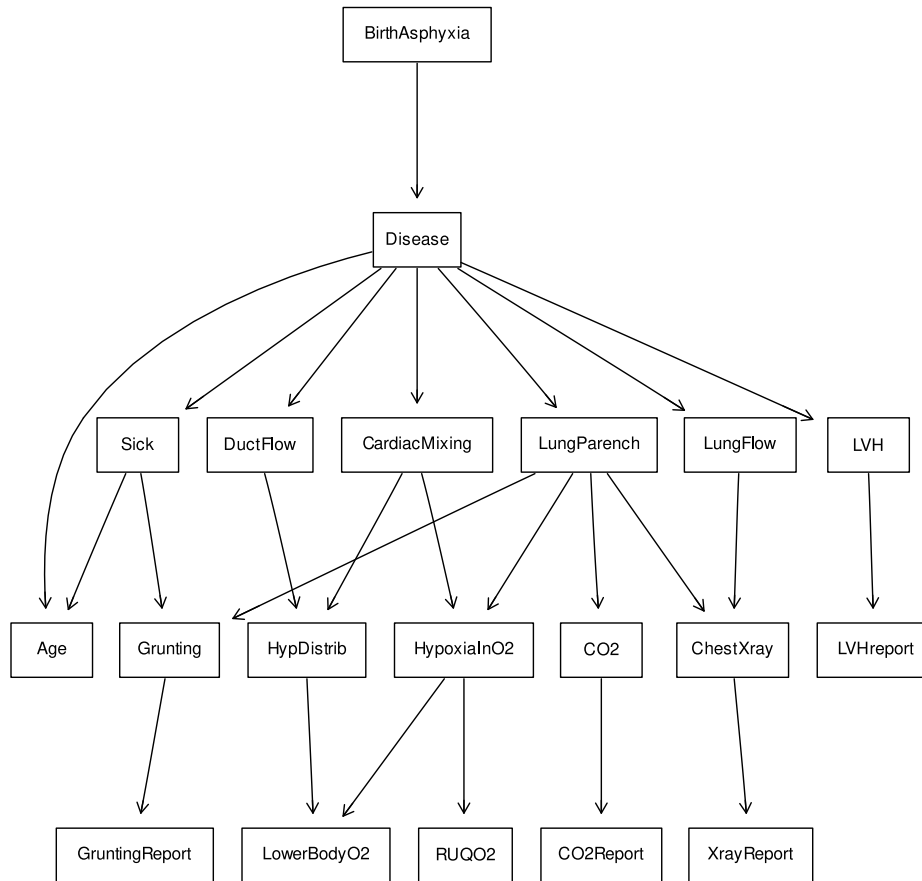 BirthAsphyxia
Disease
Sick
DuctFlow
CardiacMixing
LungParench
LungFlow
LVH
Age
Grunting
HypDistrib
HypoxiaInO2
CO2
ChestXray
LVHreport
GruntingReport
LowerBodyO2
RUQO2
CO2Report
XrayReport